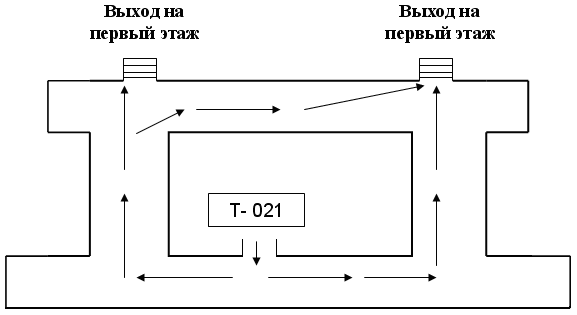 Выход на
первый этаж
Выход на
первый этаж
Т- 021